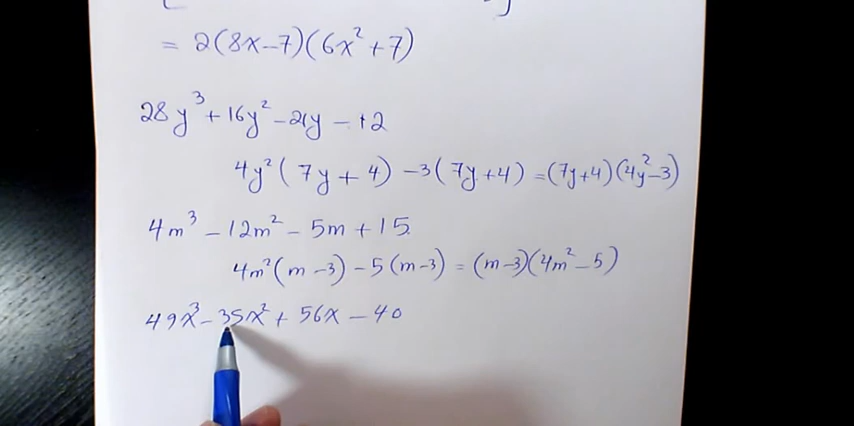 = 2(8x-7)(6x²+7)
28y³+16y²-21y-12
4y²(7y+4)-3(7y+4)=(7y+4)(4y²-3)
4m³-12m²-5m+15
4m²(m-3)-5(m-3)=(m-3)(4m²-5)
49x³-35x²+56x-40